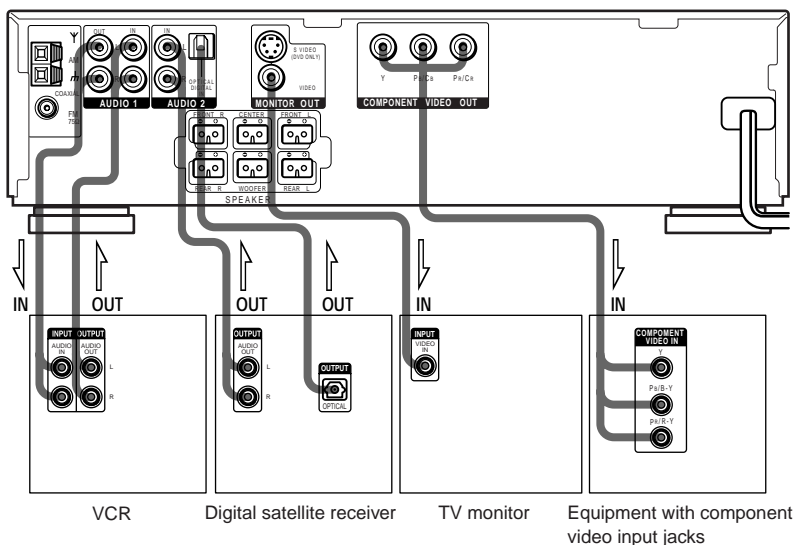 OUT IN IN
AM
COAXIAL
FM
75Ω
L
R
OPTICAL
DIGITAL
IN
AUDIO 1 AUDIO 2
S VIDEO
(DVD ONLY)
VIDEO
MONITOR OUT
Y PB/CB PR/CR
COMPONENT VIDEO OUT
FRONT R CENTER FRONT L
REAR R WOOFER REAR L
SPEAKER
IN OUT OUT OUT IN IN
INPUT OUTPUT
AUDIO IN AUDIO OUT
L
R
OUTPUT
AUDIO OUT
L
R
OUTPUT
OPTICAL
INPUT
VIDEO IN
COMPOMENT
VIDEO IN
Y
PB/B-Y
PR/R-Y
VCR
Digital satellite receiver
TV monitor
Equipment with component
video input jacks